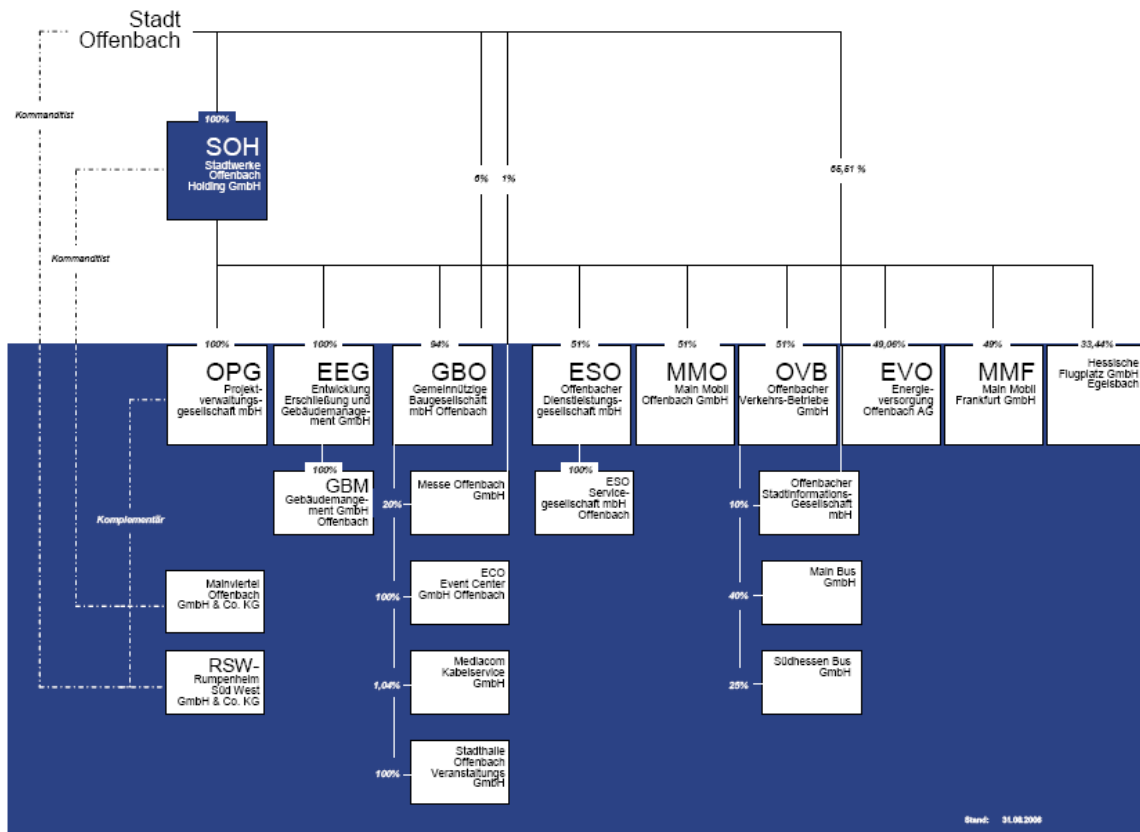 Stadt
Offenbach
Kommanditist
100%
SOH
Stadtwerke
Offenbach
Holding GmbH
6%
1%
65,51 %
Kommanditist
100%
OPG
Projekt-
verwaltungs-
gesellschaft mbH
100%
EEG
Entwicklung
Erschließung und
Gebäudemanage-
ment GmbH
94%
GBO
Gemeinnützige
Baugesellschaft
mbH Offenbach
51%
ESO
Offenbacher
Dienstleistungs-
gesellschaft mbH
51%
MMO
Main Mobil
Offenbach GmbH
51%
OVB
Offenbacher
Verkehrs-Betriebe
GmbH
49,06%
EVO
Energie-
versorgung
Offenbach AG
49%
MMF
Main Mobil
Frankfurt GmbH
33,44%
Hessische
Flugplatz GmbH
Egelsbach
100%
GBM
Gebäudemange-
ment GmbH
Offenbach
20%
Messe Offenbach
GmbH
100%
ESO
Service-
gesellschaft mbH
Offenbach
10%
Offenbacher
Stadtinformations-
Gesellschaft
mbH
Komplementär
Mainviertel
Offenbach
GmbH & Co. KG
100%
ECO
Event Center
GmbH Offenbach
40%
Main Bus
GmbH
RSW-
Rumpenheim
Süd West
GmbH & Co. KG
1,04%
Mediacom
Kabelservice
GmbH
25%
Südhessen Bus
GmbH
100%
Stadthalle
Offenbach
Veranstaltungs
GmbH
Stand: 31.08.2006